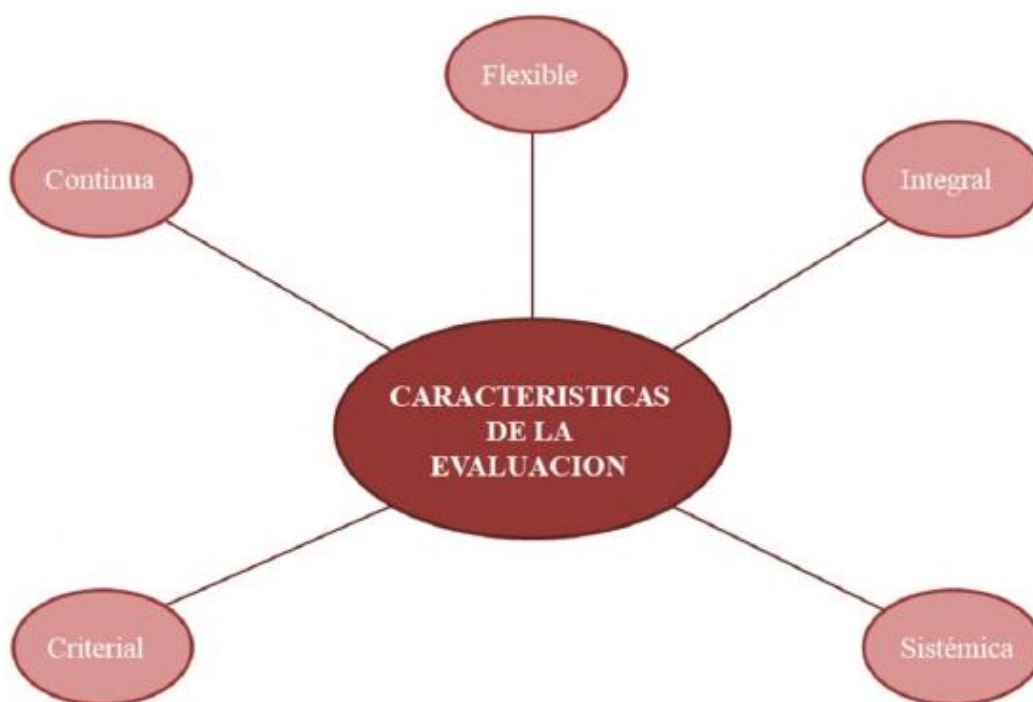 Flexible
Continua
Integral
CARACTERISTICAS
DE LA
EVALUACION
Criterial
Sistémica